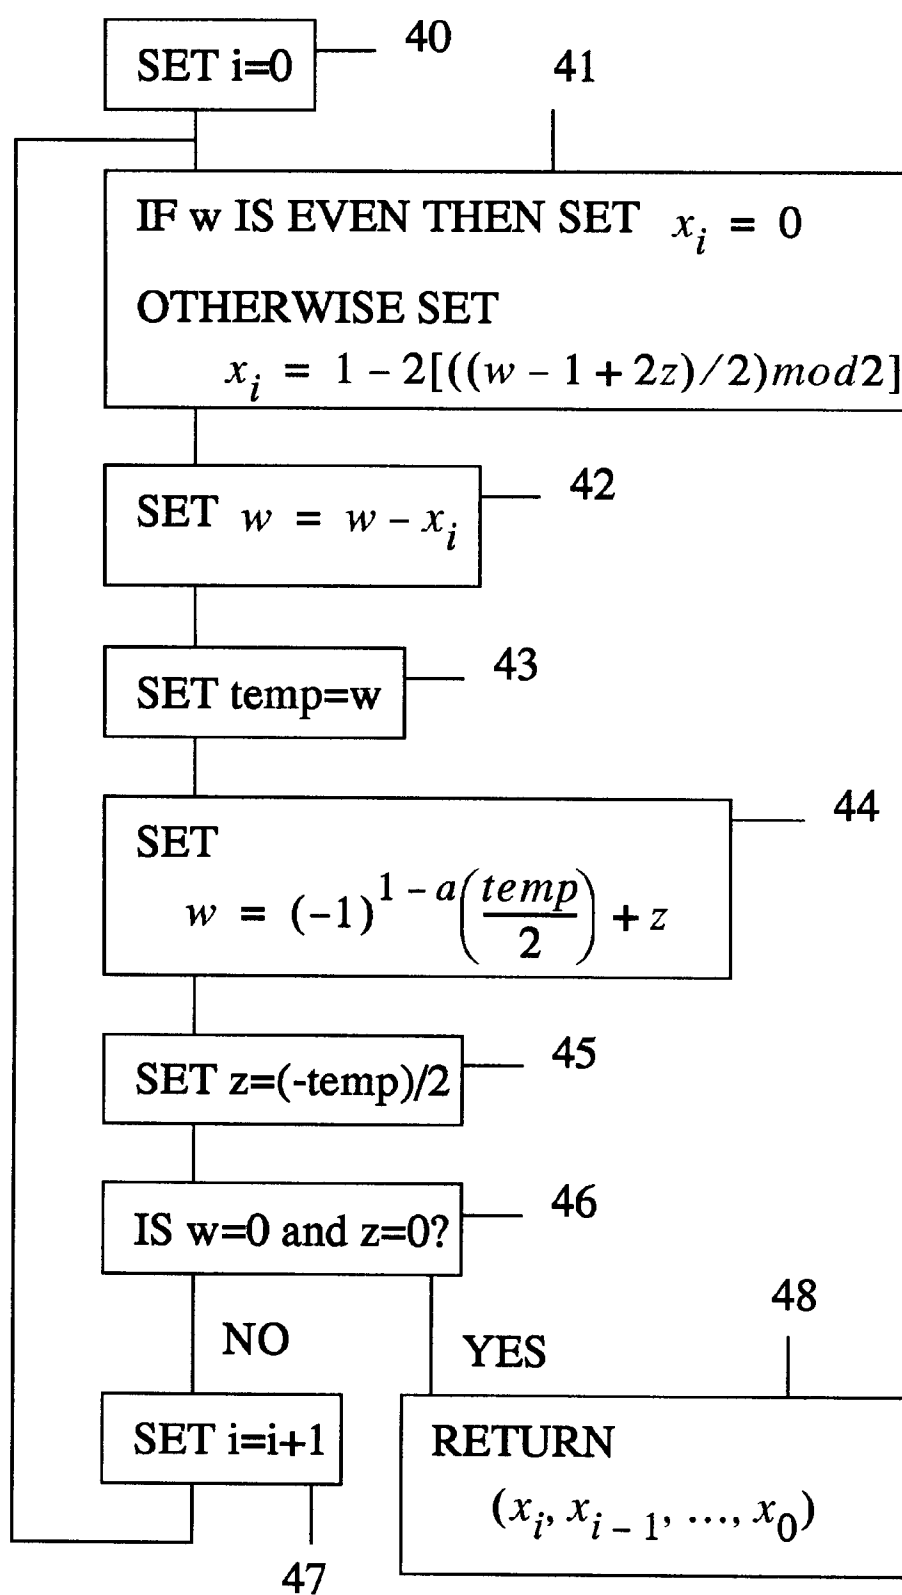 SET i=0
40
41
IF w IS EVEN THEN SET x_i = 0
OTHERWISE SET
x_i = 1 - 2[((w - 1 + 2z)/2)mod2]
SET w = w - x_i
42
SET temp=w
43
SET
w = (-1)^{1 - a}(\frac{temp}{2}) + z
44
SET z=(-temp)/2
45
IS w=0 and z=0?
46
NO
YES
48
SET i=i+1
47
RETURN
(x_i, x_{i - 1}, ..., x_0)